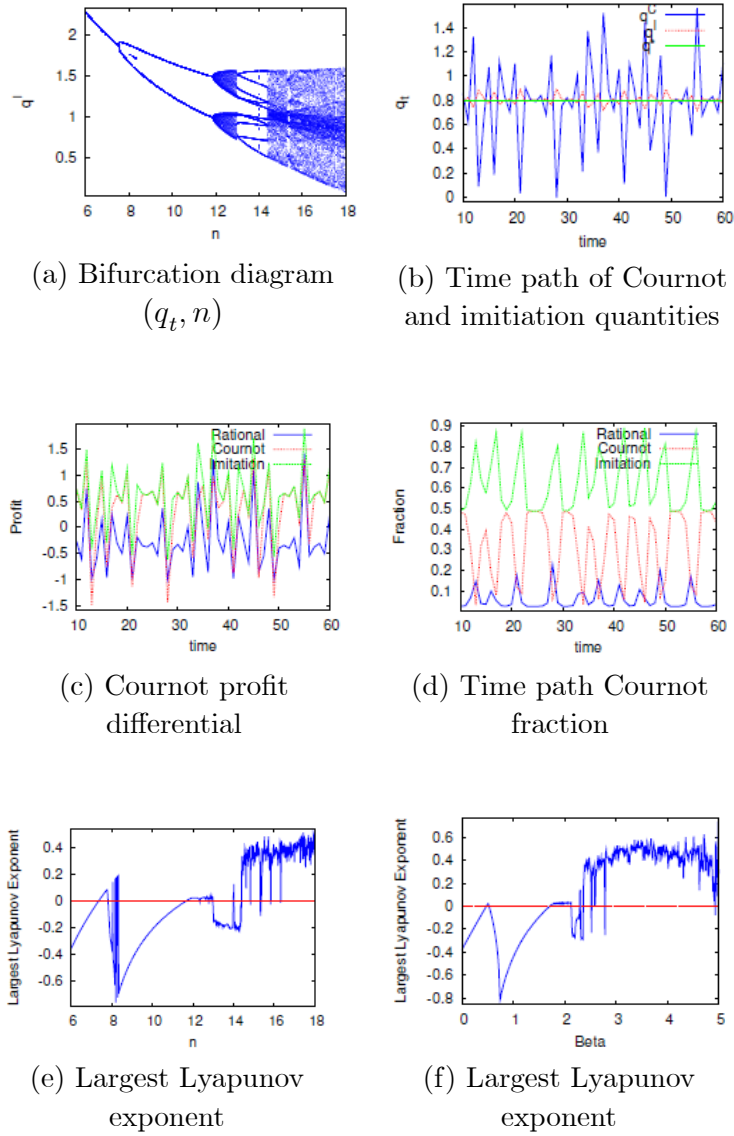 2
1.5
1
0.5
q^I
6
8
10
12
14
16
18
n
(a) Bifurcation diagram
(q_t, n)
1.4
1.2
1
0.8
0.6
0.4
0.2
0
q_t
q^C
q^I
q^*
10
20
30
40
50
60
time
(b) Time path of Cournot
and imitiation quantities
1.5
1
0.5
0
-0.5
-1
-1.5
Profit
Rational
Cournot
Imitation
10
20
30
40
50
60
time
(c) Cournot profit
differential
0.9
0.8
0.7
0.6
0.5
0.4
0.3
0.2
0.1
Fraction
Rational
Cournot
Imitation
10
20
30
40
50
60
time
(d) Time path Cournot
fraction
0.4
0.2
0
-0.2
-0.4
-0.6
Largest Lyapunov Exponent
6
8
10
12
14
16
18
n
(e) Largest Lyapunov
exponent
0.6
0.4
0.2
0
-0.2
-0.4
-0.6
-0.8
Largest Lyapunov Exponent
0
1
2
3
4
5
Beta
(f) Largest Lyapunov
exponent